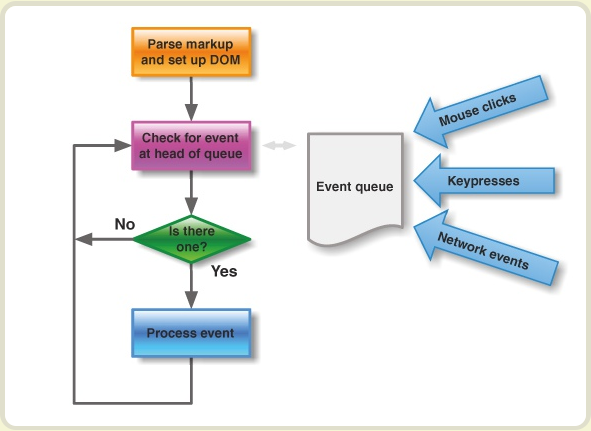 Parse markup
and set up DOM
Check for event
at head of queue
Is there
one?
No
Yes
Process event
Event queue
Mouse clicks
Keypresses
Network events